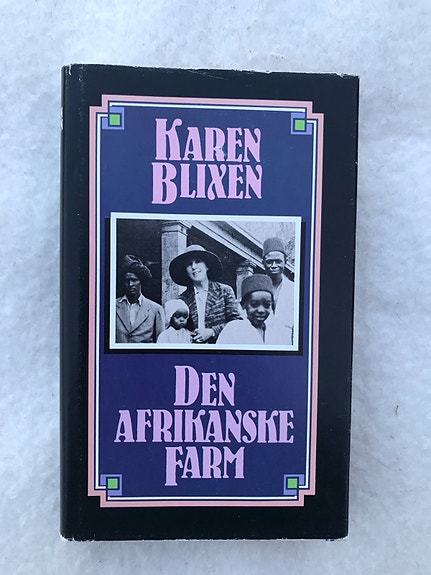 KAREN
BLIXEN
DEN
AFRIKANSKE
FARM